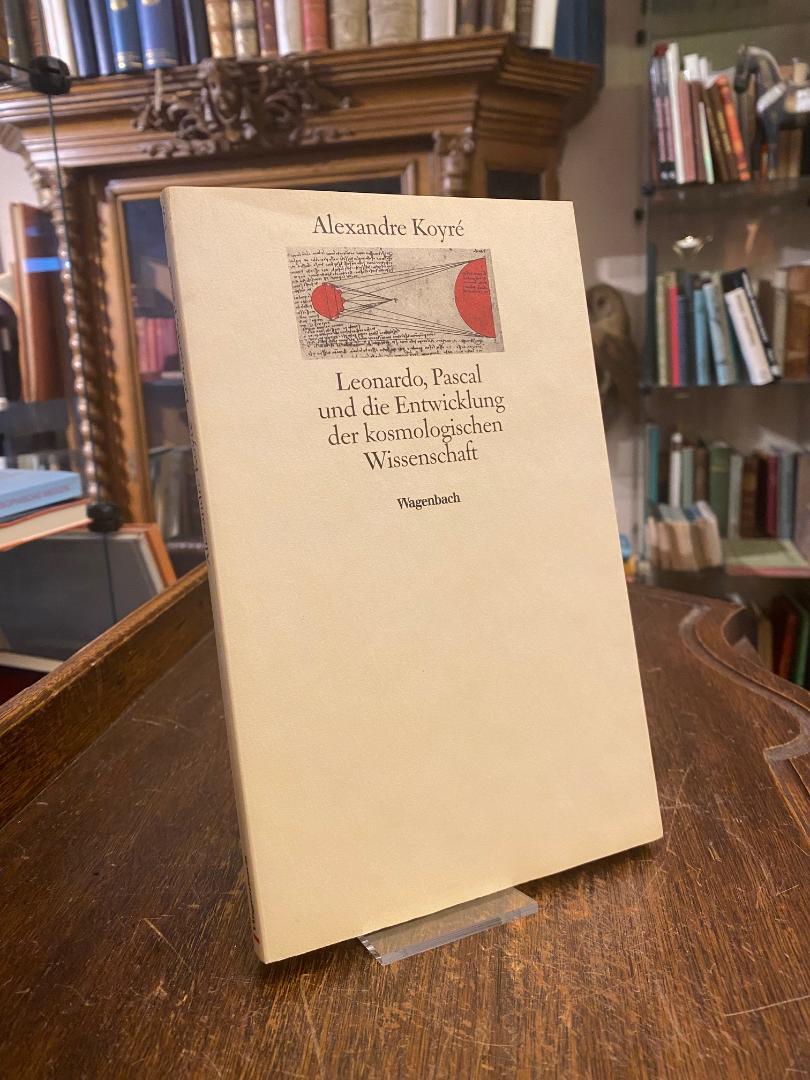 Alexandre Koyré
Leonardo, Pascal
und die Entwicklung
der kosmologischen
Wissenschaft
Wagenbach